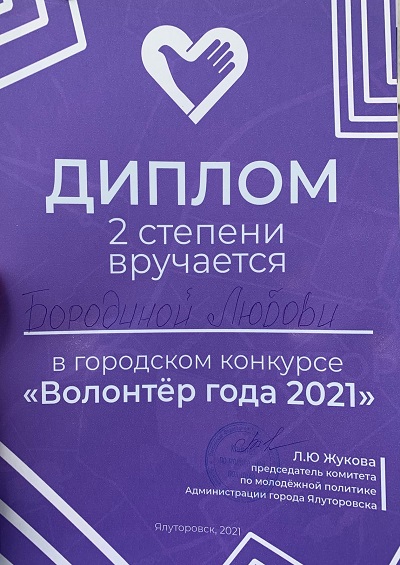 ДИПЛОМ
2 степени
вручается
Бородиной Любови
в городском конкурсе
«Волонтёр года 2021»
Л.Ю Жукова
председатель комитета
по молодёжной политике
Администрации города Ялуторовска
Ялуторовск, 2021